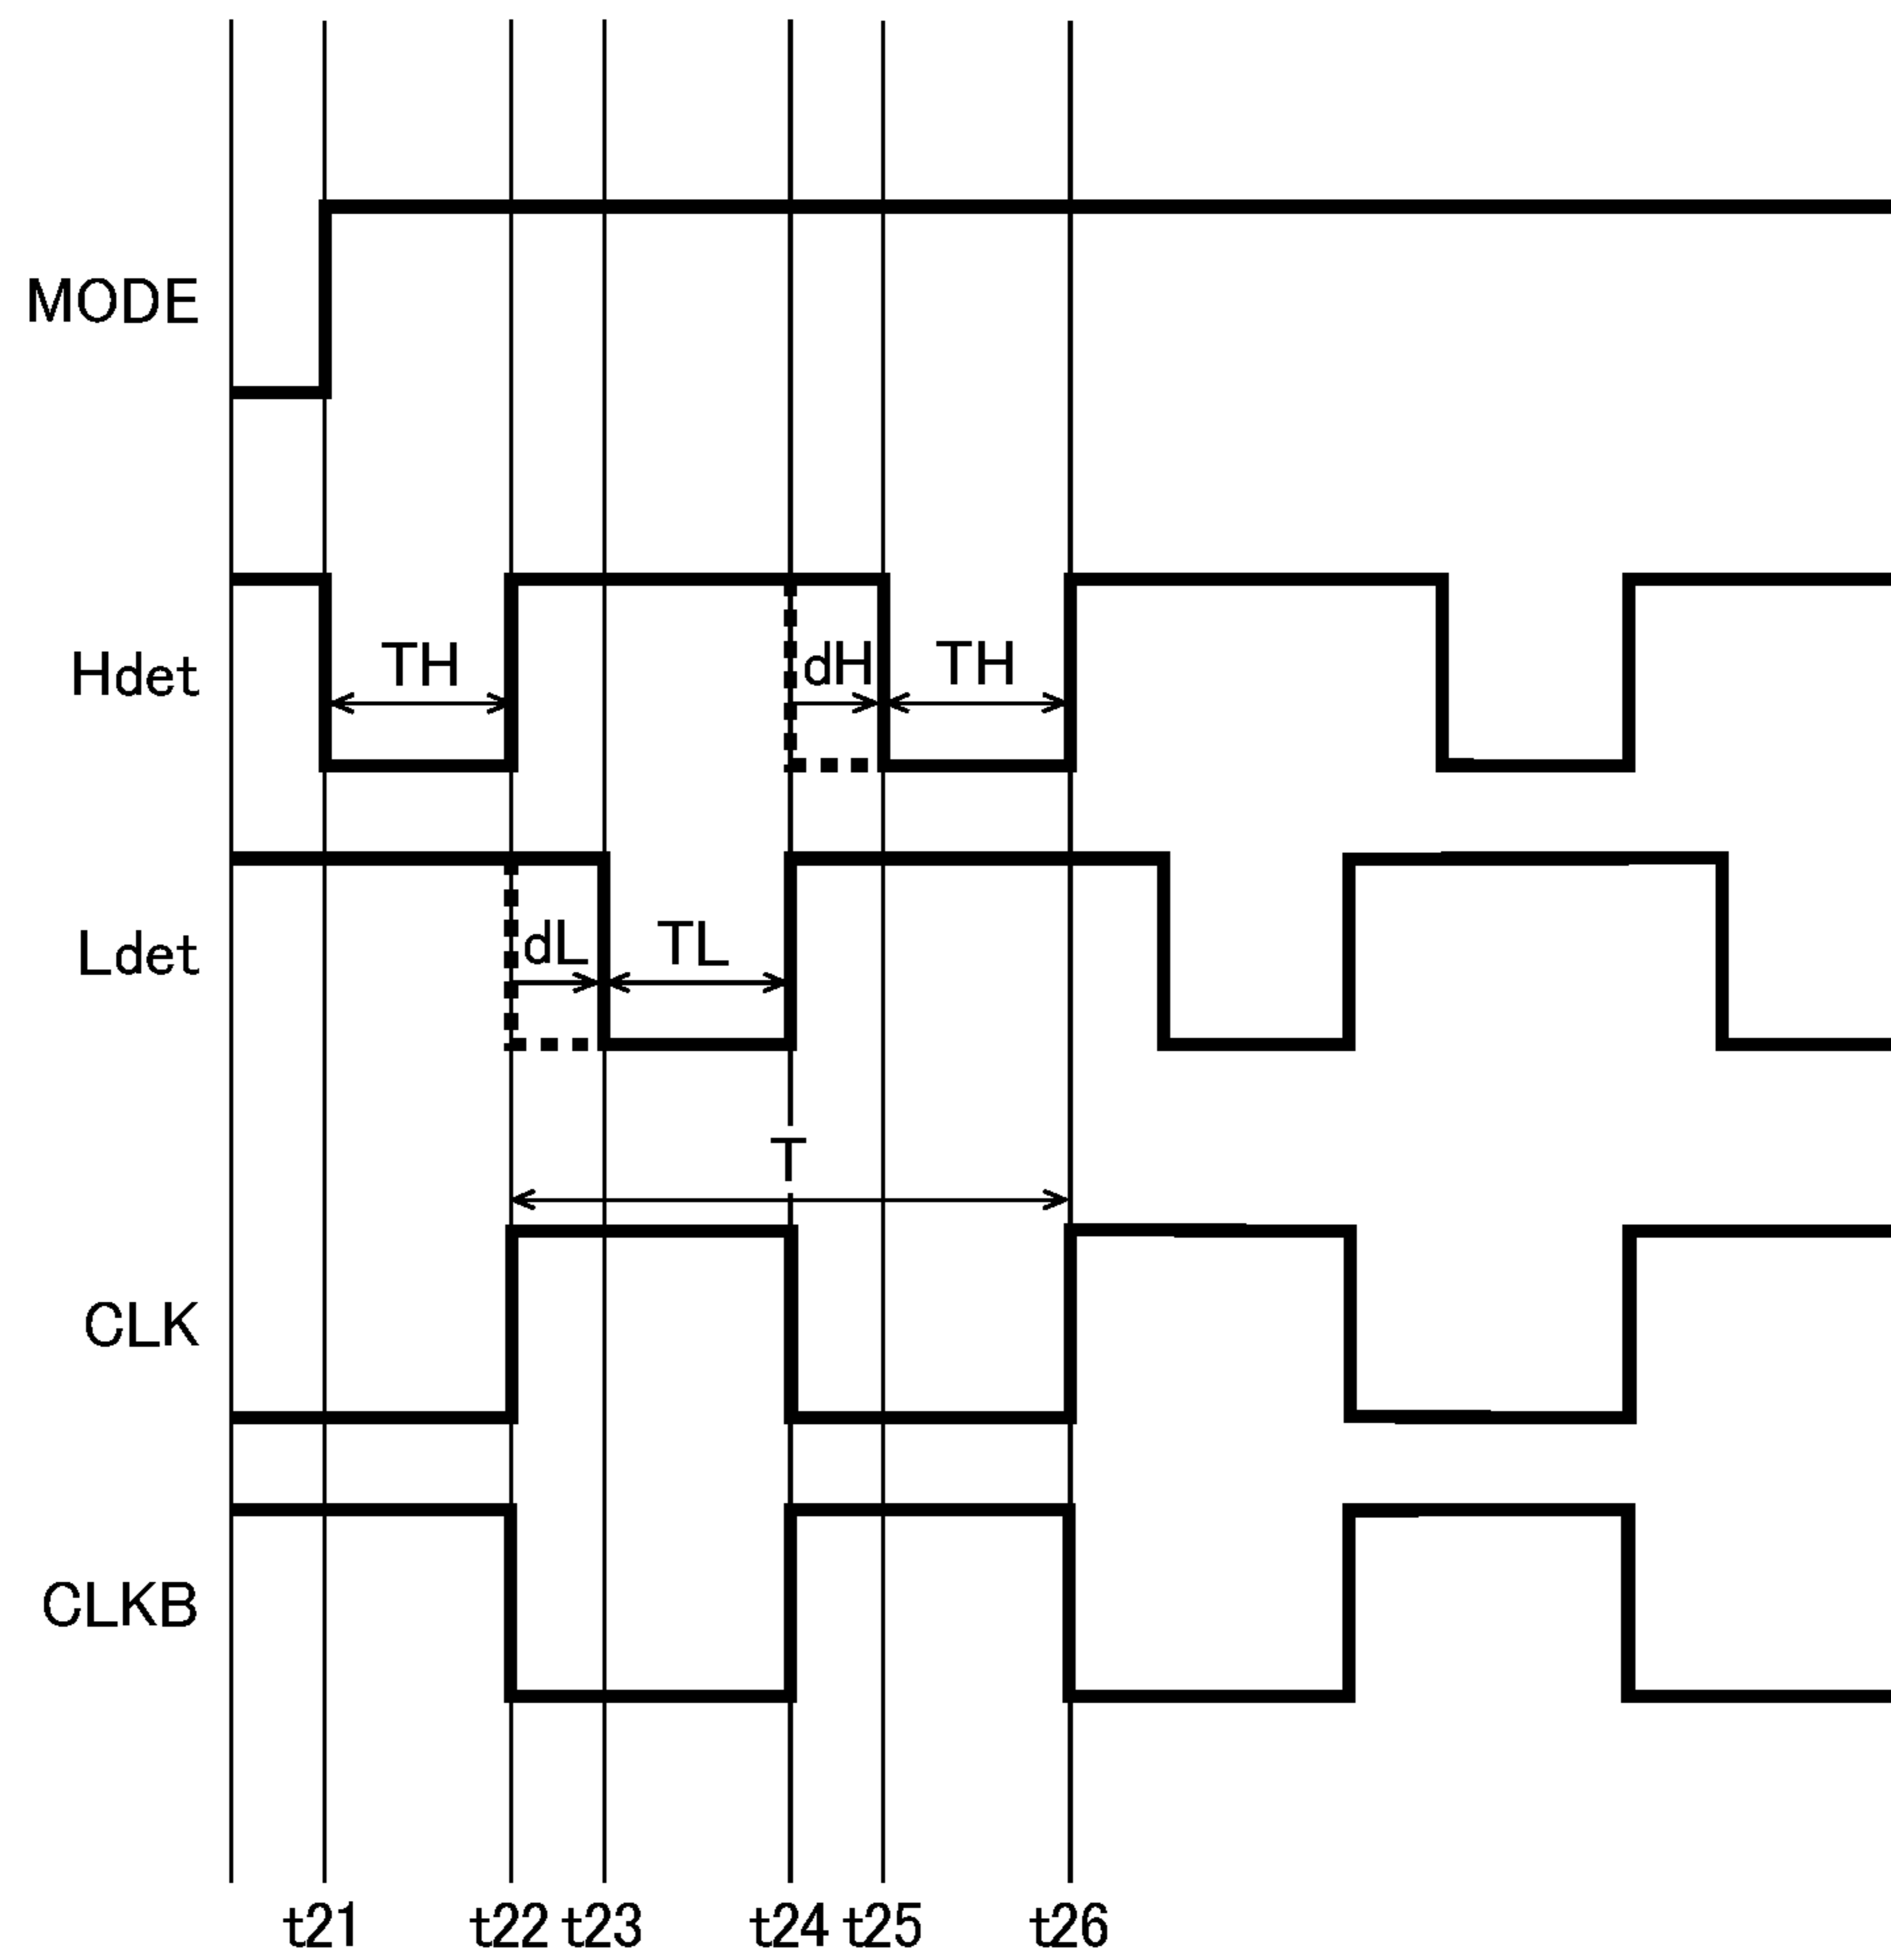 MODE
Hdet
TH
dH
TH
Ldet
dL
TL
T
CLK
CLKB
t21
t22
t23
t24
t25
t26